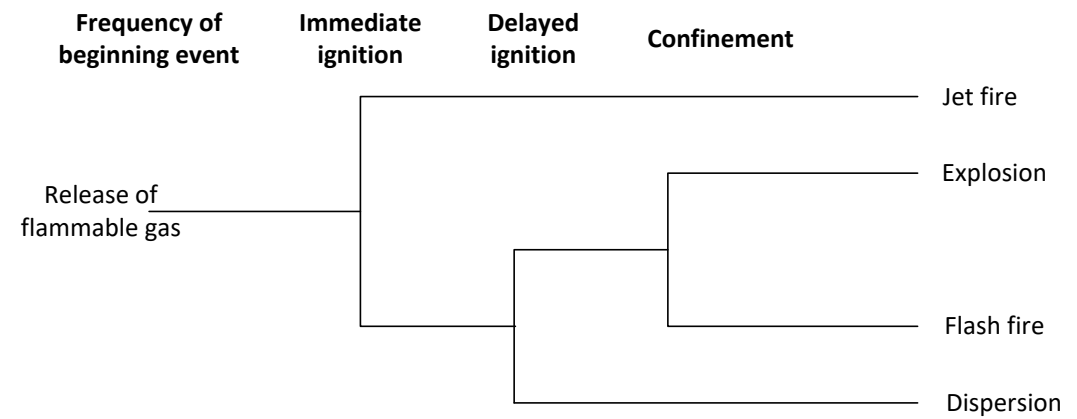 Frequency of
beginning event
Immediate
ignition
Delayed
ignition
Confinement
Jet fire
Explosion
Release of
flammable gas
Flash fire
Dispersion